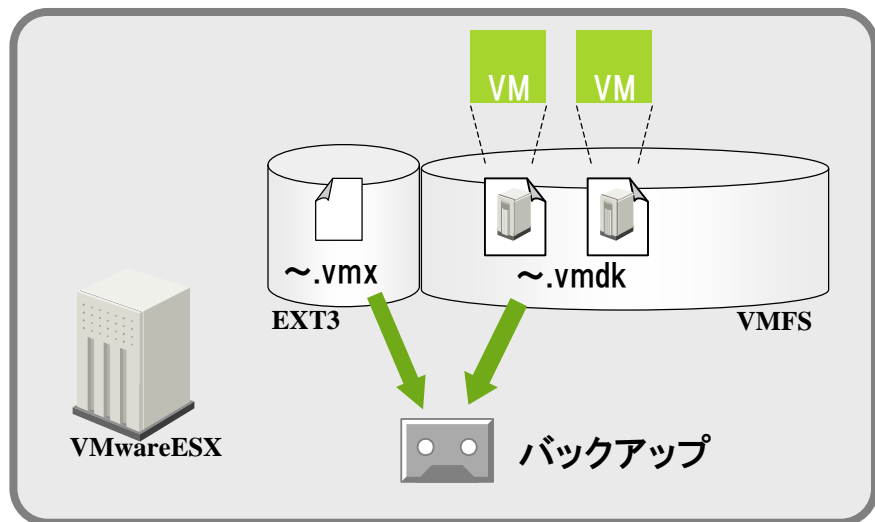 VM
VM
～.vmx
～.vmdk
EXT3
VMFS
VMwareESX
バックアップ